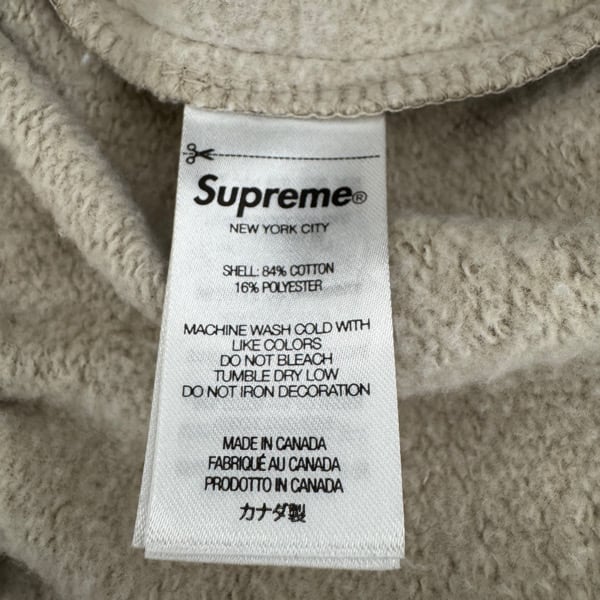 Supreme®
NEW YORK CITY
SHELL: 84% COTTON
16% POLYESTER
MACHINE WASH COLD WITH
LIKE COLORS
DO NOT BLEACH
TUMBLE DRY LOW
DO NOT IRON DECORATION
MADE IN CANADA
FABRIQUÉ AU CANADA
PRODOTTO IN CANADA
カナダ製